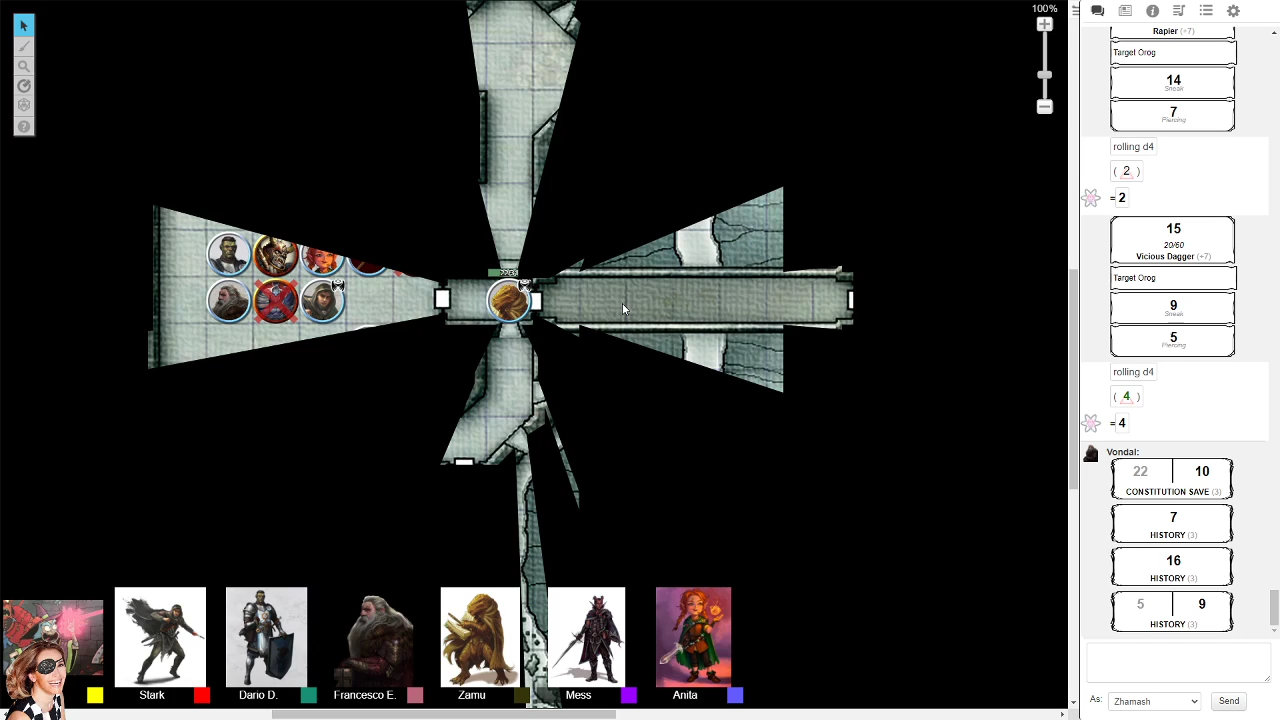 100%
Rapier (+7)
Target Orog
14
Sneak
7
Piercing
rolling d4
( 2 )
=2
15
20/60
Vicious Dagger (+7)
Target Orog
9
Sneak
5
Piercing
rolling d4
( 4 )
=4
Vondal:
22 10
CONSTITUTION SAVE (3)
7
HISTORY (3)
16
HISTORY (3)
5 9
HISTORY (3)
As: Zhamash Send
Stark Dario D. Francesco E. Zamu Mess Anita